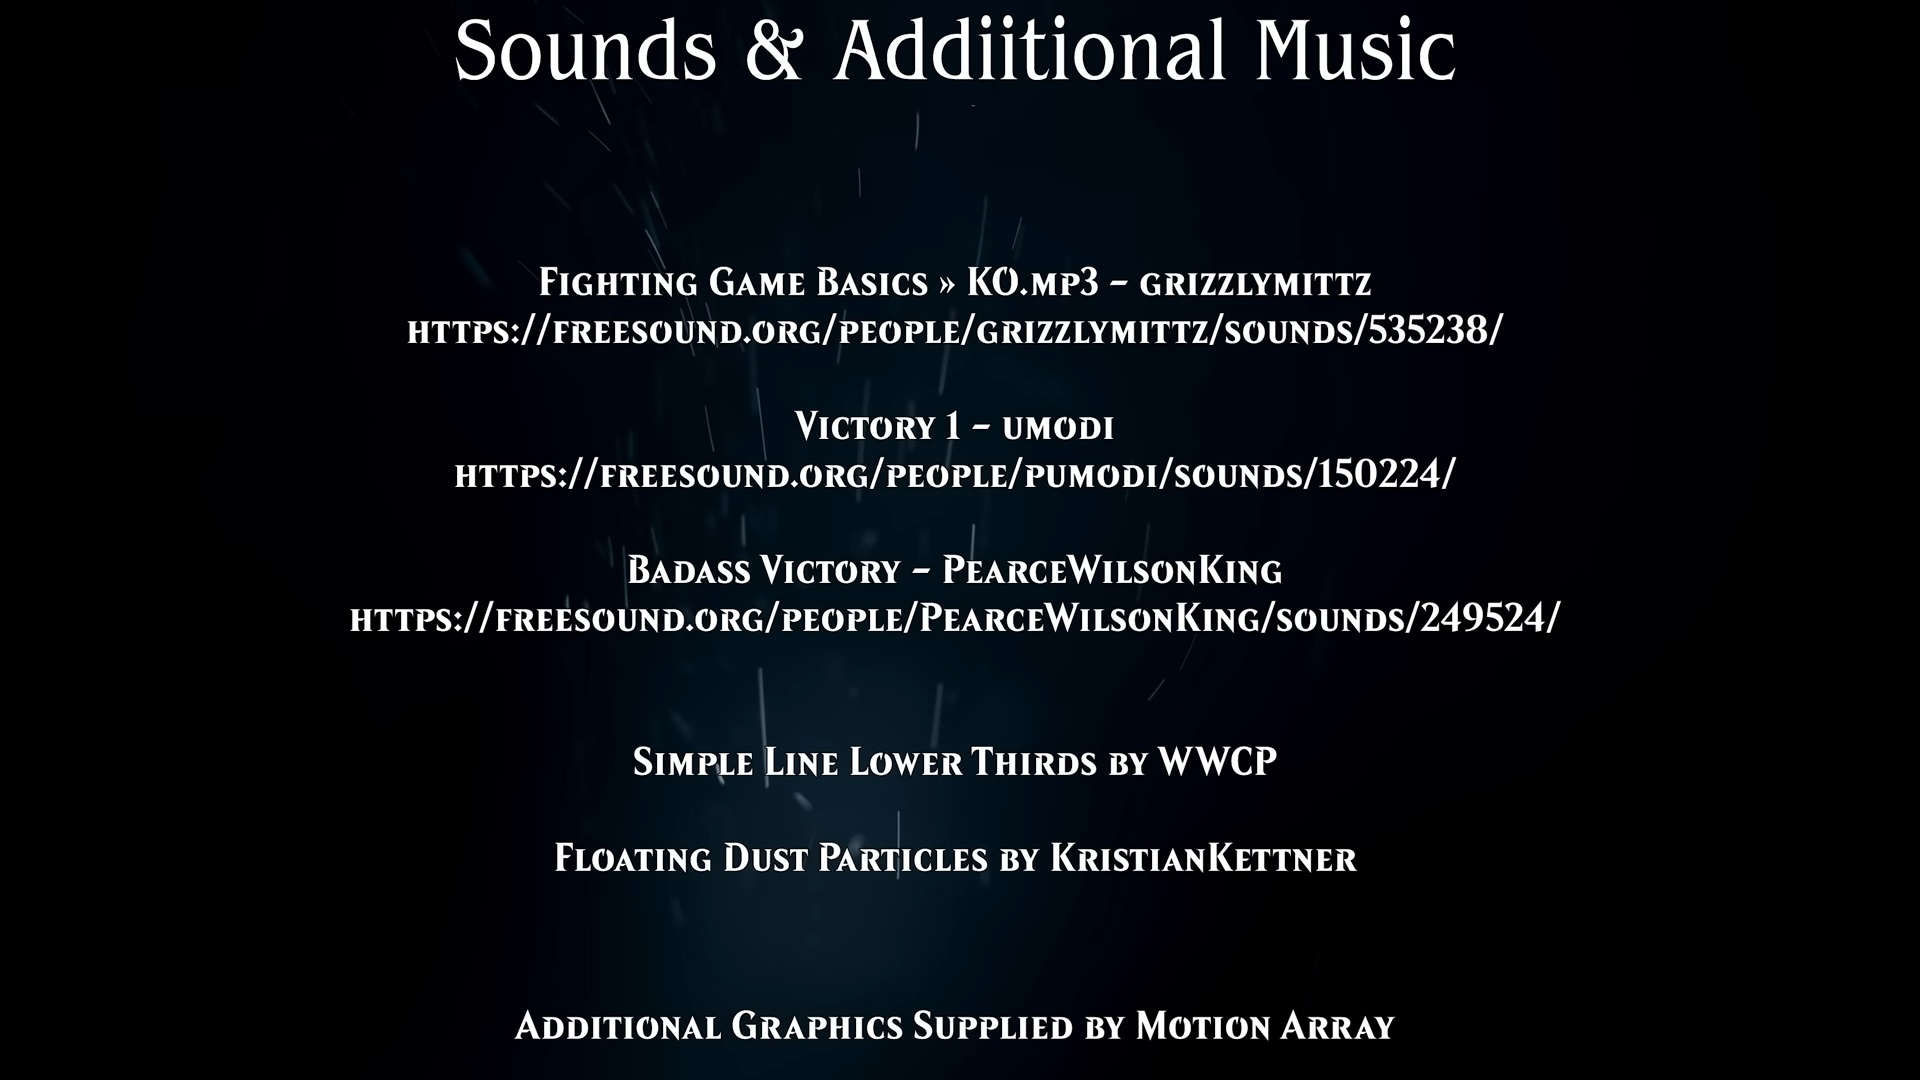 Sounds & Addiitional Music
Fighting Game Basics » KO.mp3 – grizzlymittz
https://freesound.org/people/grizzlymittz/sounds/535238/
Victory 1 – umodi
https://freesound.org/people/pumodi/sounds/150224/
Badass Victory – PearceWilsonKing
https://freesound.org/people/PearceWilsonKing/sounds/249524/
Simple Line Lower Thirds by WWCP
Floating Dust Particles by KristianKettner
Additional Graphics Supplied by Motion Array